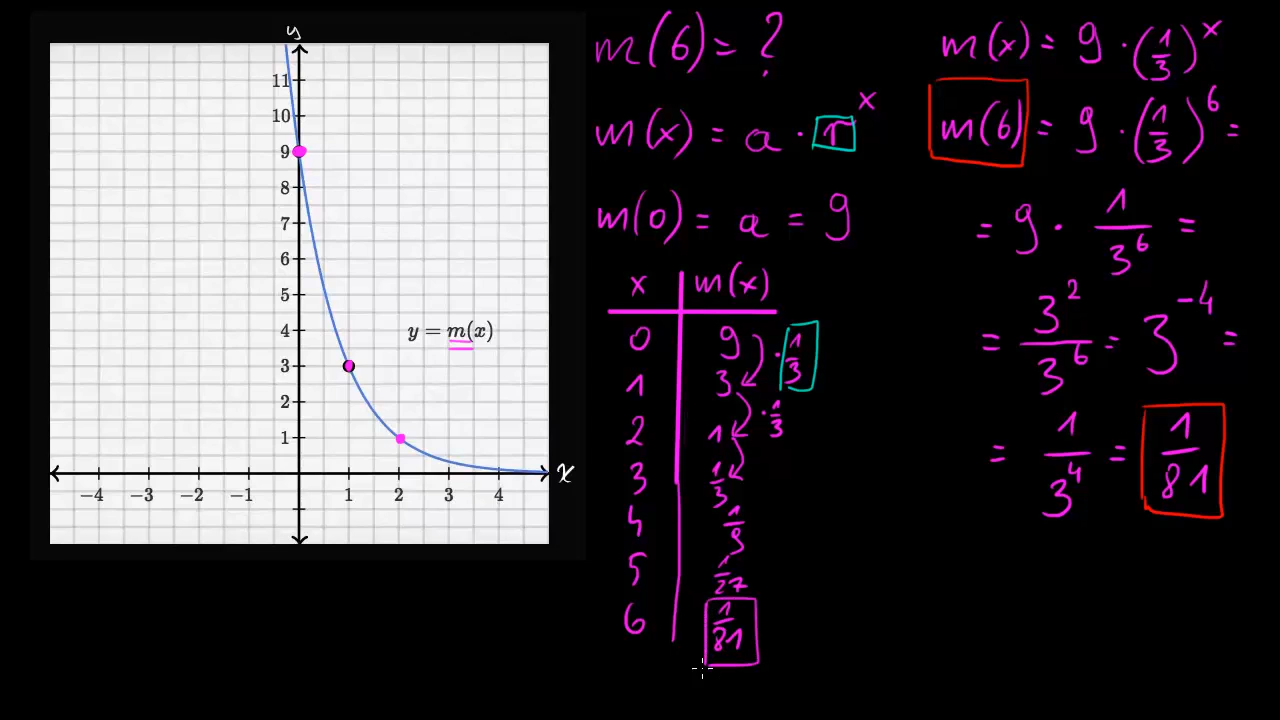 y
11
10
9
8
7
6
5
4
3
2
1
y = m(x)
−4 −3 −2 −1 1 2 3 4 x
m(6) = ?
m(x) = a · r^x
m(0) = a = 9
x m(x)
0 9 · 1/3
1 3 · 1/3
2 1
3 1/3
4 1/9
5 1/27
6 1/81
m(x) = 9 · (1/3)^x
m(6) = 9 · (1/3)^6 =
= 9 · 1/3^6 =
= 3^2/3^6 = 3^-4 =
= 1/3^4 = 1/81